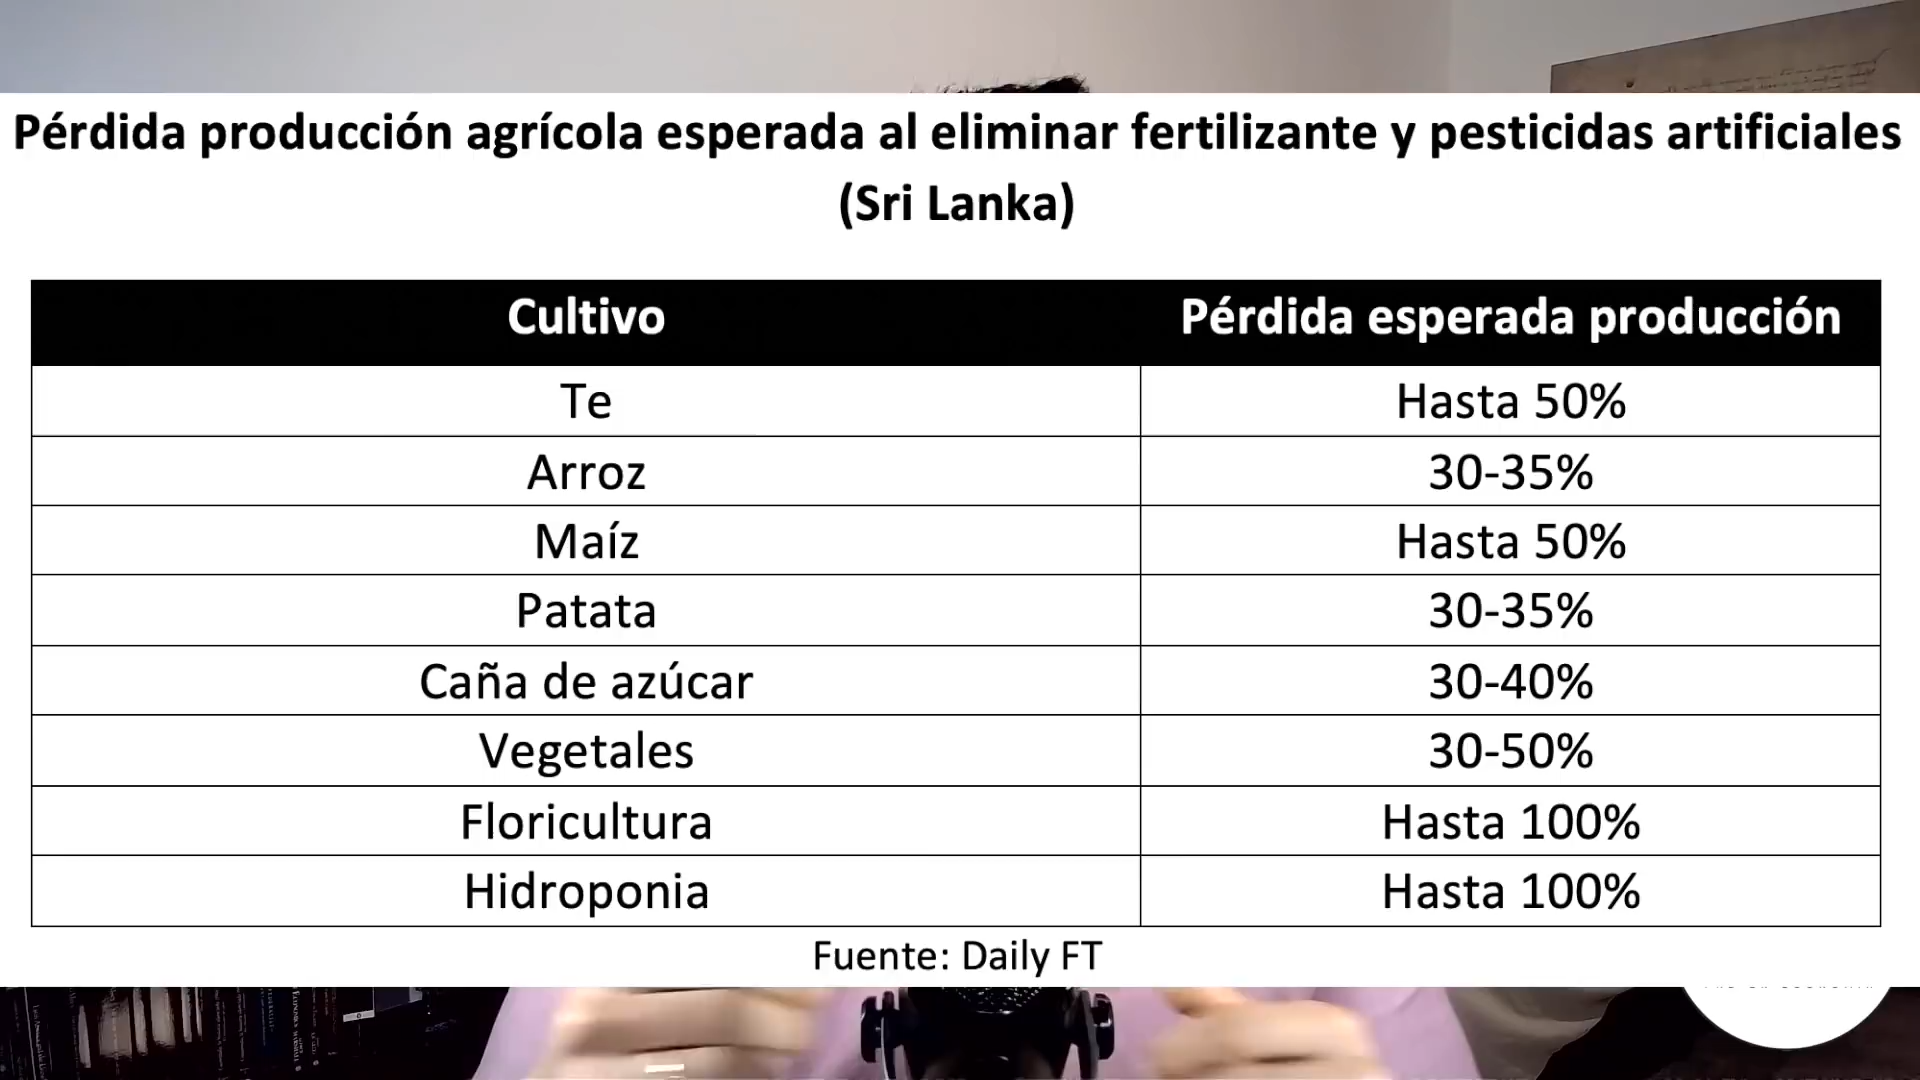 Pérdida producción agrícola esperada al eliminar fertilizante y pesticidas artificiales
(Sri Lanka)
Cultivo Pérdida esperada producción
Te Hasta 50%
Arroz 30-35%
Maíz Hasta 50%
Patata 30-35%
Caña de azúcar 30-40%
Vegetales 30-50%
Floricultura Hasta 100%
Hidroponia Hasta 100%
Fuente: Daily FT